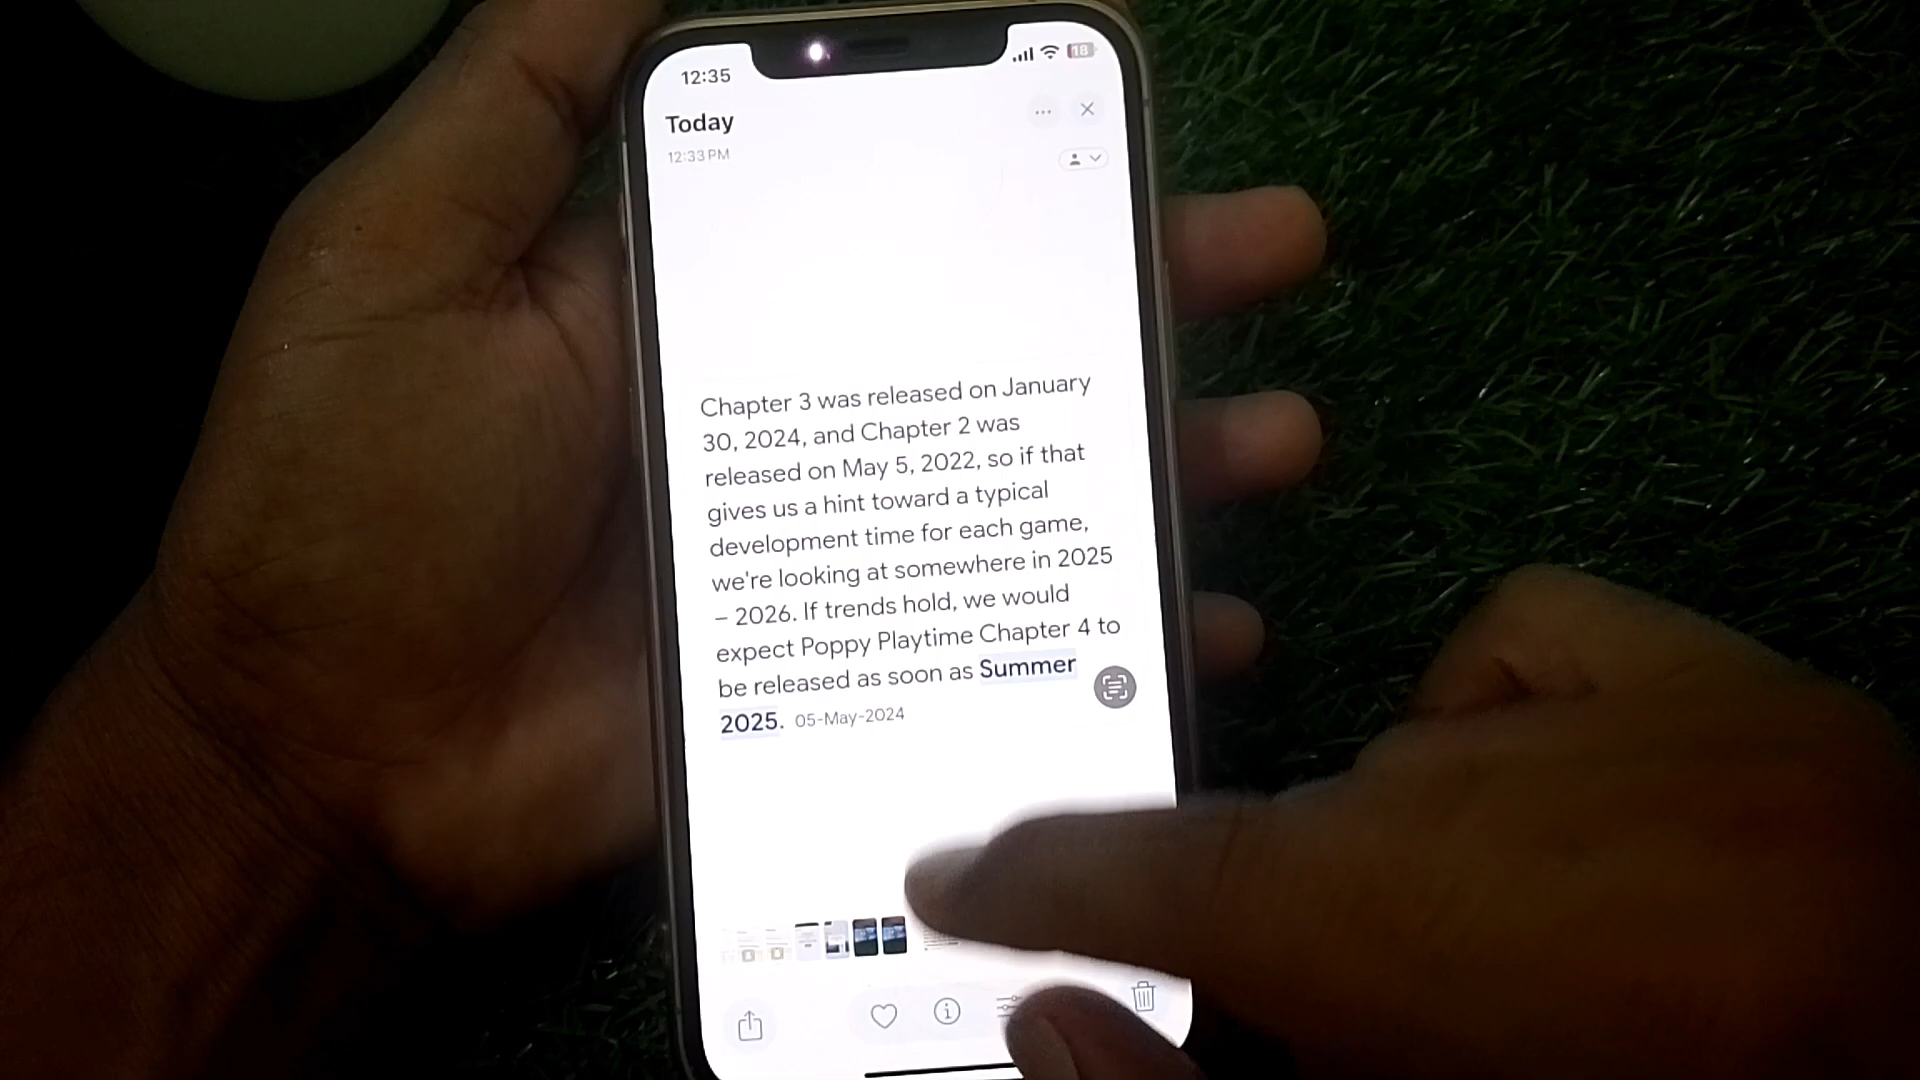 12:35
18
Today
12:33 PM
Chapter 3 was released on January
30, 2024, and Chapter 2 was
released on May 5, 2022, so if that
gives us a hint toward a typical
development time for each game,
we're looking at somewhere in 2025
– 2026. If trends hold, we would
expect Poppy Playtime Chapter 4 to
be released as soon as Summer
2025. 05-May-2024